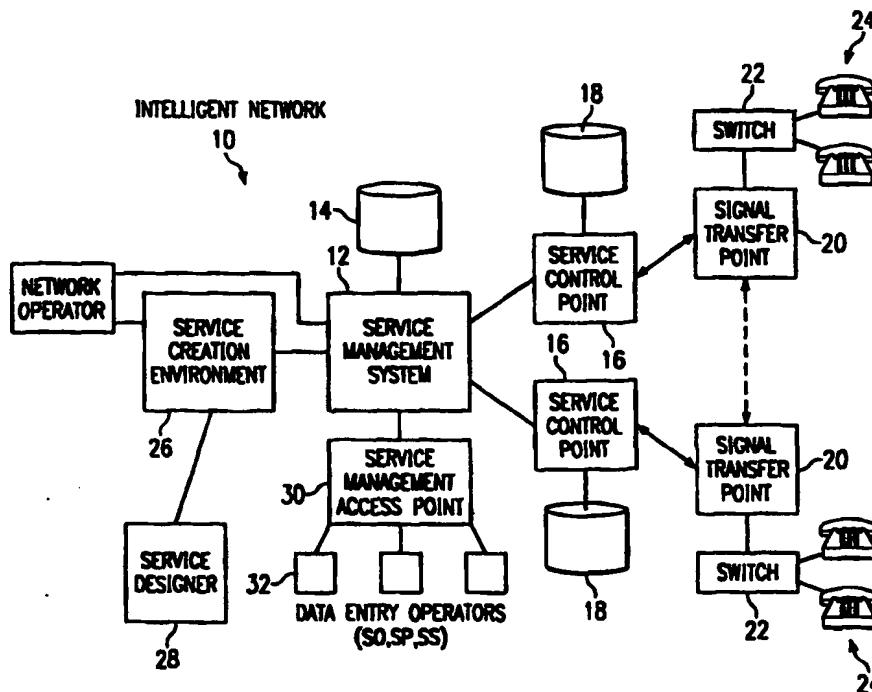 24
22
18
INTELLIGENT NETWORK
10
SWITCH
14
12
SIGNAL
TRANSFER
POINT
20
SERVICE
CONTROL
POINT
16
NETWORK
OPERATOR
SERVICE
CREATION
ENVIRONMENT
26
SERVICE
MANAGEMENT
SYSTEM
16
SERVICE
CONTROL
POINT
SIGNAL
TRANSFER
POINT
20
30
SERVICE
MANAGEMENT
ACCESS POINT
SERVICE
DESIGNER
28
32
DATA ENTRY OPERATORS
(SO,SP,SS)
18
SWITCH
22
24